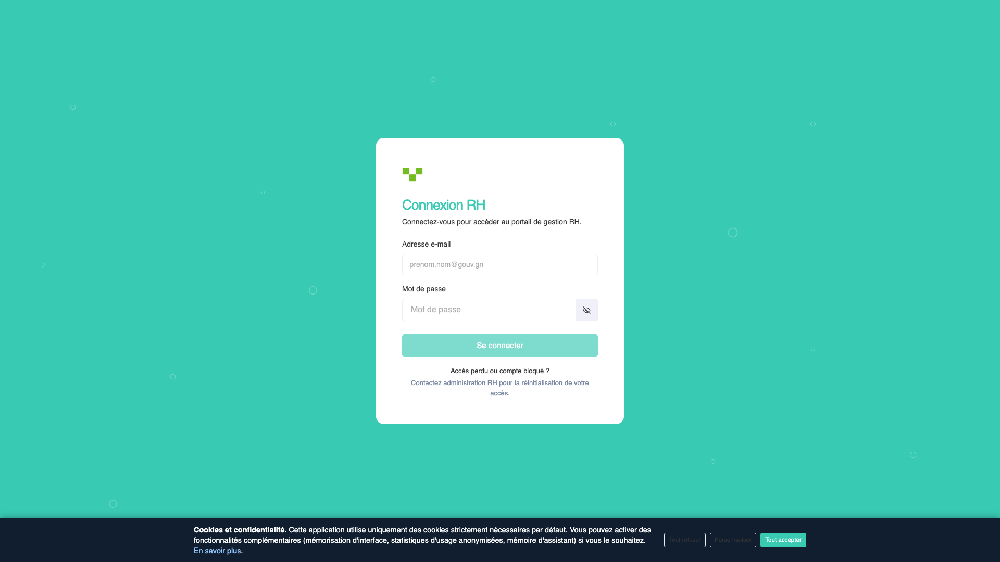 Connexion RH
Connectez-vous pour accéder au portail de gestion RH.
Adresse e-mail
prenom.nom@gouv.gn
Mot de passe
Mot de passe
Se connecter
Accès perdu ou compte bloqué ?
Contactez administration RH pour la réinitialisation de votre
accès.
Cookies et confidentialité. Cette application utilise uniquement des cookies strictement nécessaires par défaut. Vous pouvez activer des
fonctionnalités complémentaires (mémorisation d'interface, statistiques d'usage anonymisées, mémoire d'assistant) si vous le souhaitez.
En savoir plus.
Tout refuser
Personnaliser
Tout accepter